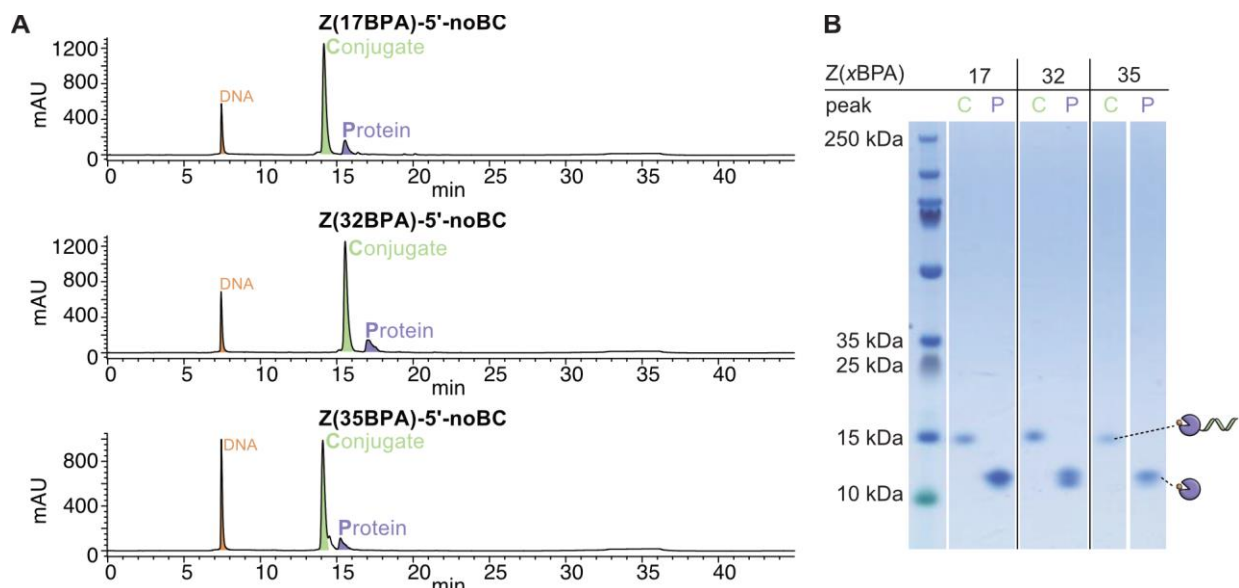 A
Z(17BPA)-5'-noBC
1200
800
400
0
mAU
DNA
Conjugate
Protein
0 5 10 15 20 25 30 35 40
min
Z(32BPA)-5'-noBC
1200
800
400
0
mAU
DNA
Conjugate
Protein
0 5 10 15 20 25 30 35 40
min
Z(35BPA)-5'-noBC
800
400
0
mAU
DNA
Conjugate
Protein
0 5 10 15 20 25 30 35 40
min
B
Z(xBPA) 17 32 35
peak C P C P C P
250 kDa
35 kDa
25 kDa
15 kDa
10 kDa